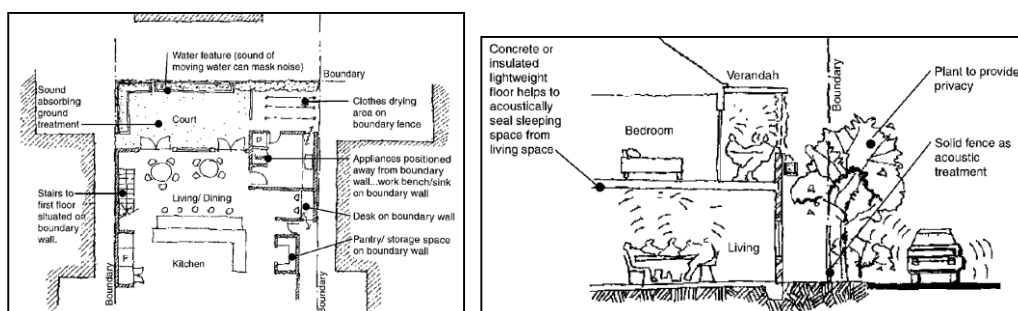 Water feature (sound of
moving water can mask noise)
Boundary
Sound
absorbing
ground
treatment
Court
Clothes drying
area on
boundary fence
D
Appliances positioned
away from boundary
wall...work bench/sink
on boundary wall
Stairs to
first floor
situated on
boundary
wall.
Living/ Dining
Desk on boundary wall
Pantry/ storage space
on boundary wall
Kitchen
F
Boundary
Boundary
Concrete or
insulated
lightweight
floor helps to
acoustically
seal sleeping
space from
living space
Verandah
Bedroom
Boundary
Plant to provide
privacy
Solid fence as
acoustic
treatment
Living